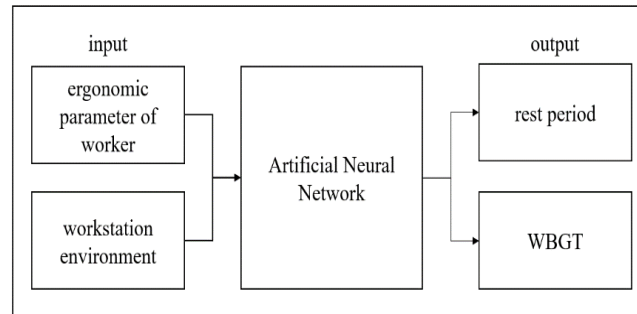 input
ergonomic
parameter of
worker
workstation
environment
Artificial Neural
Network
output
rest period
WBGT